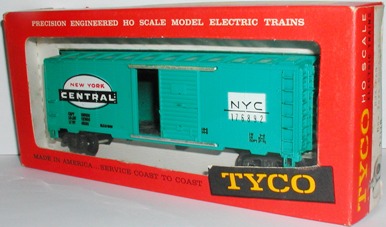 PRECISION ENGINEERED HO SCALE MODEL ELECTRIC TRAINS
NEW YORK
CENTRAL
NYC
MADE IN AMERICA...SERVICE COAST TO COAST
TYCO
TYCO HO SCALE